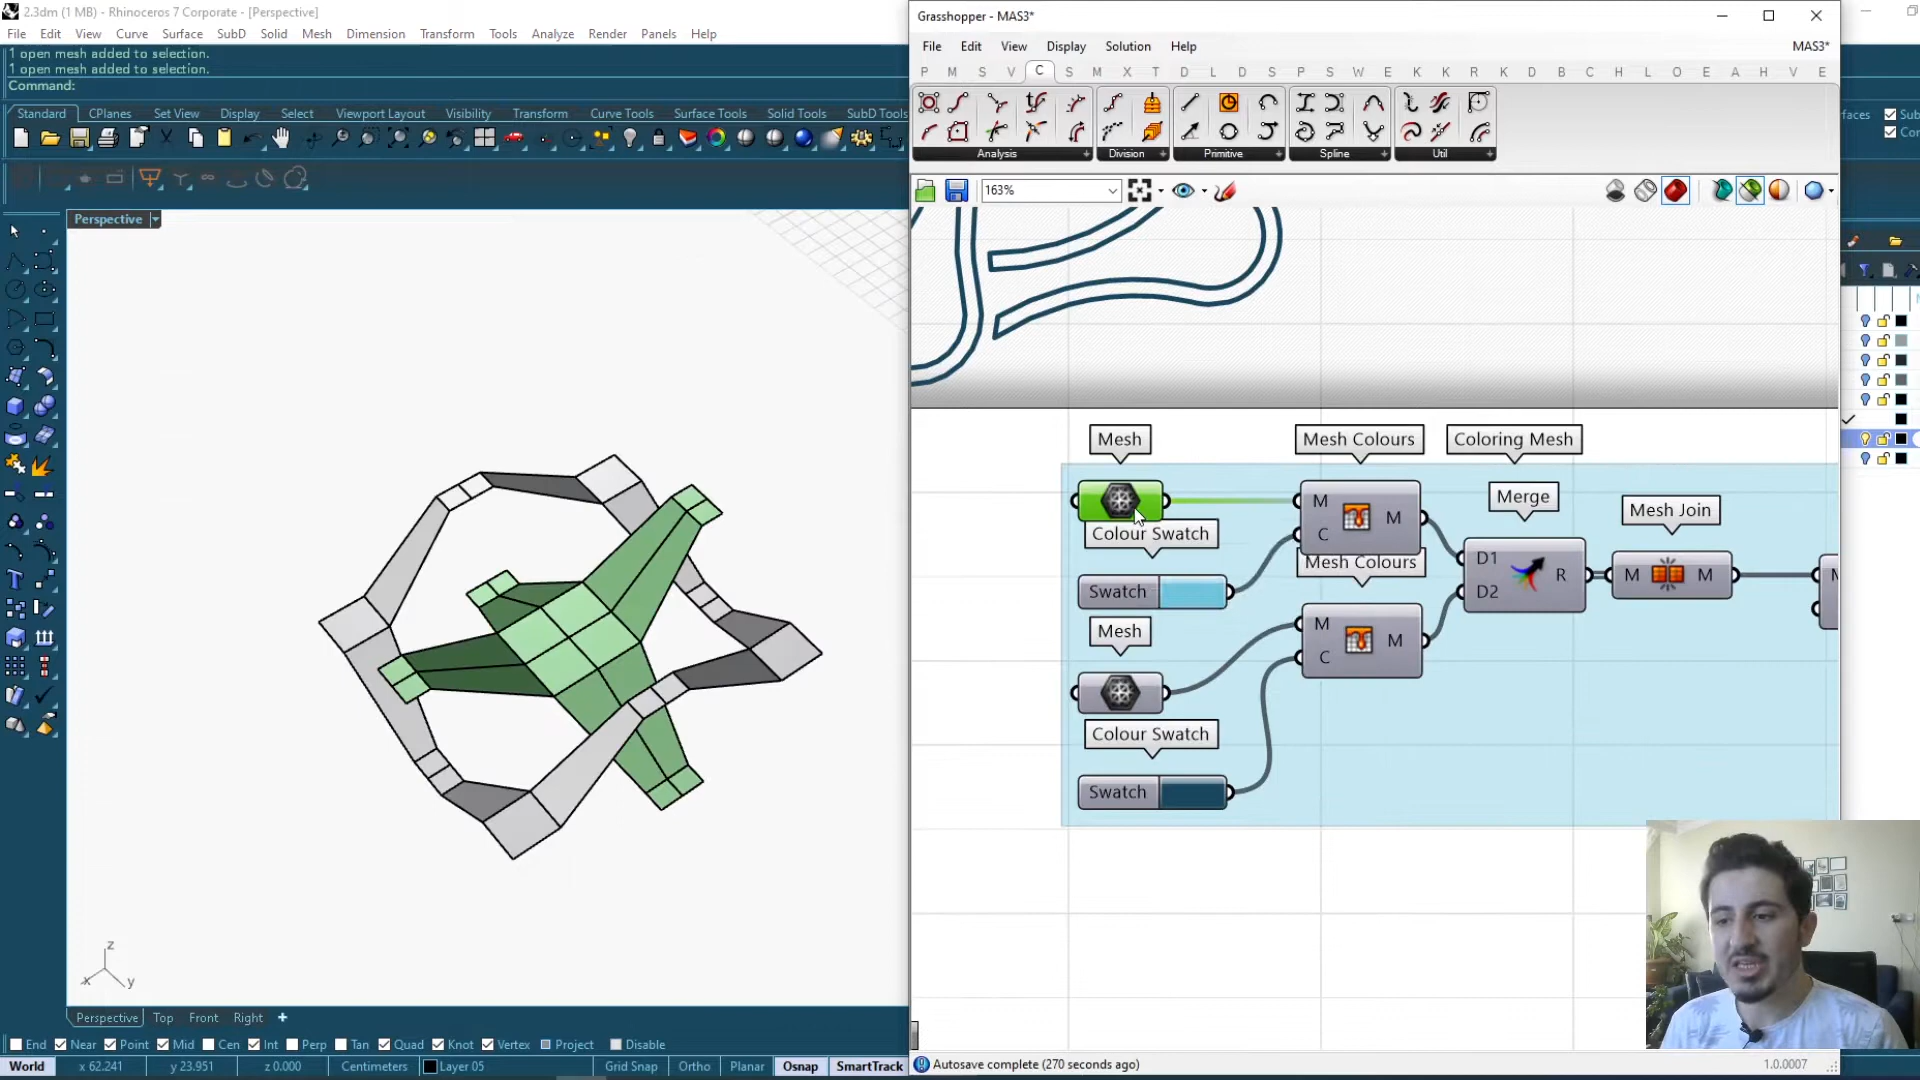 2.3dm (1 MB) - Rhinoceros 7 Corporate - [Perspective]
File Edit View Curve Surface SubD Solid Mesh Dimension Transform Tools Analyze Render Panels Help
1 open mesh added to selection.
1 open mesh added to selection.
Command:
Standard CPlanes Set View Display Select Viewport Layout Visibility Transform Curve Tools Surface Tools Solid Tools SubD Tools
Perspective
z
x
y
Perspective Top Front Right
End Near Point Mid Cen Int Perp Tan Quad Knot Vertex Project Disable
World x 62.241 y 23.951 z 0.000 Centimeters Layer 05 Grid Snap Ortho Planar Osnap SmartTrack
Grasshopper - MAS3*
File Edit View Display Solution Help MAS3*
P M S V C S M X T D L D S P S W E K K R K D B C H L O E A H V E
Analysis Division Primitive Spline Util
163%
Mesh Mesh Colours Coloring Mesh
Merge
Mesh Join
M C M
Colour Swatch
Mesh Colours
D1 D2 R
M M
Swatch
Mesh
M C M
Colour Swatch
Swatch
Autosave complete (270 seconds ago) 1.0.0007
faces